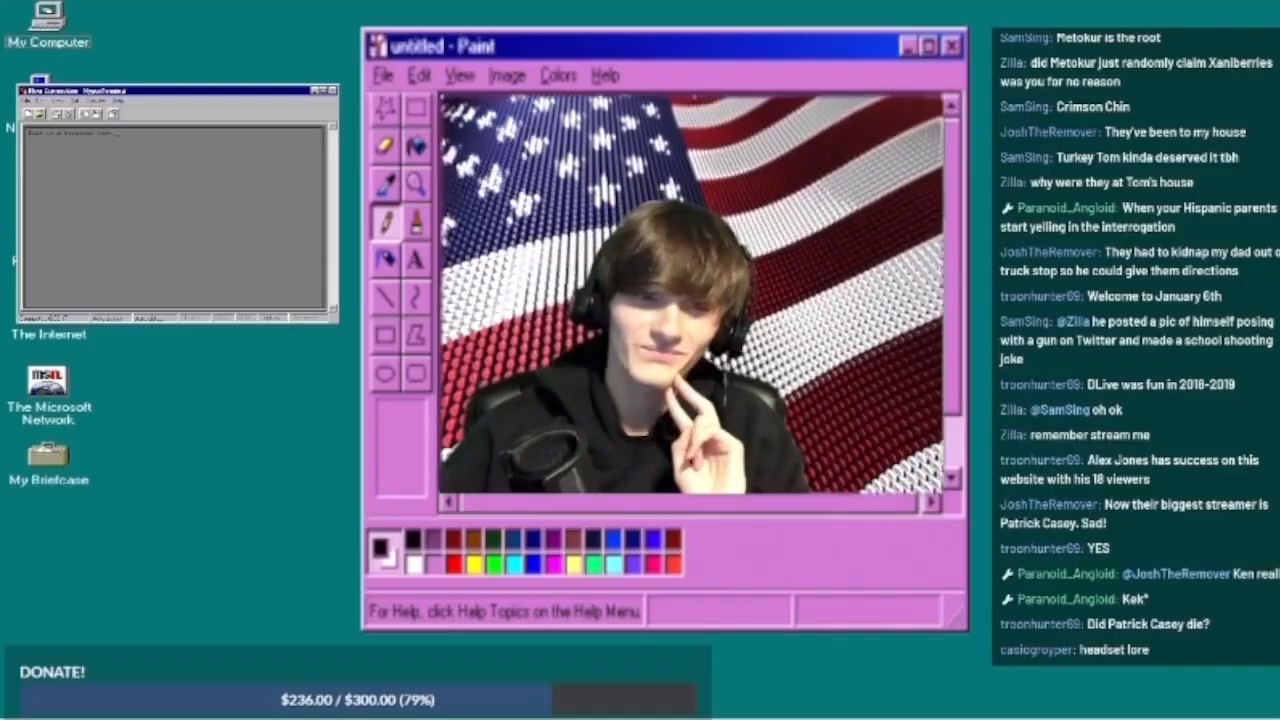 My Computer
The Internet
msn.
The Microsoft
Network
My Briefcase
untitled - Paint
File Edit View Image Colors Help
A
For Help, click Help Topics on the Help Menu.
DONATE!
$236.00 / $300.00 (79%)
SamSing: Metokur is the root
Zilla: did Metokur just randomly claim Xaniberries
was you for no reason
SamSing: Crimson Chin
JoshTheRemover: They've been to my house
SamSing: Turkey Tom kinda deserved it tbh
Zilla: why were they at Tom's house
Paranoid_Angloid: When your Hispanic parents
start yelling in the interrogation
JoshTheRemover: They had to kidnap my dad out o
truck stop so he could give them directions
troonhunter69: Welcome to January 6th
SamSing: @Zilla he posted a pic of himself posing
with a gun on Twitter and made a school shooting
joke
troonhunter69: DLive was fun in 2018-2019
Zilla: @SamSing oh ok
Zilla: remember stream me
troonhunter69: Alex Jones has success on this
website with his 18 viewers
JoshTheRemover: Now their biggest streamer is
Patrick Casey. Sad!
troonhunter69: YES
Paranoid_Angloid: @JoshTheRemover Ken real
Paranoid_Angloid: Kek*
troonhunter69: Did Patrick Casey die?
casiogroyper: headset lore